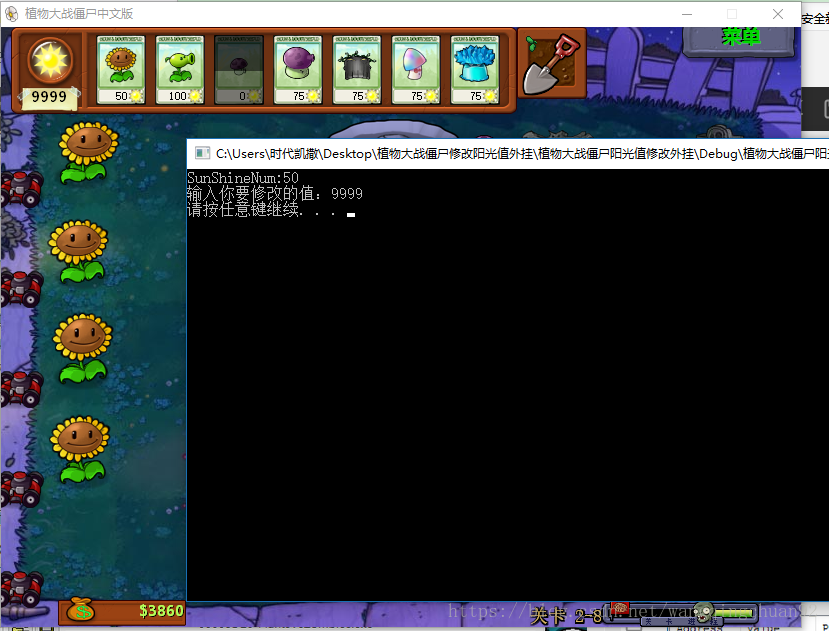 植物大战僵尸中文版
安全
菜单
9999
50
100
0
75
75
75
75
C:\Users\时代凯撒\Desktop\植物大战僵尸修改阳光值外挂\植物大战僵尸阳光值修改外挂\Debug\植物大战僵尸阳
SunShineNum:50
输入你要修改的值：9999
请按任意键继续. . .
$3860
关卡 2-8